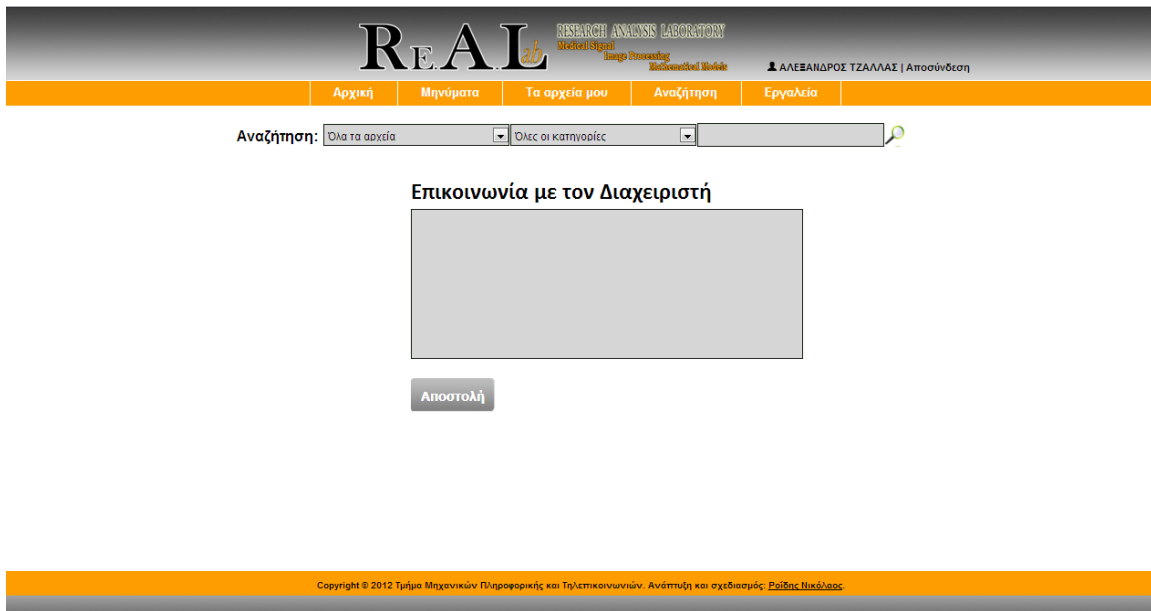 RE.A.Lab
RESEARCH ANALYSIS LABORATORY
Medical Signal
Image Processing
Mathematical Models
ΑΛΕΞΑΝΔΡΟΣ ΤΖΑΛΛΑΣ | Αποσύνδεση
Αρχική Μηνύματα Τα αρχεία μου Αναζήτηση Εργαλεία
Αναζήτηση: Όλα τα αρχεία Όλες οι κατηγορίες
Επικοινωνία με τον Διαχειριστή
Αποστολή
Copyright © 2012 Τμήμα Μηχανικών Πληροφορικής και Τηλεπικοινωνιών. Ανάπτυξη και σχεδιασμός: Ροΐδης Νικόλαος.